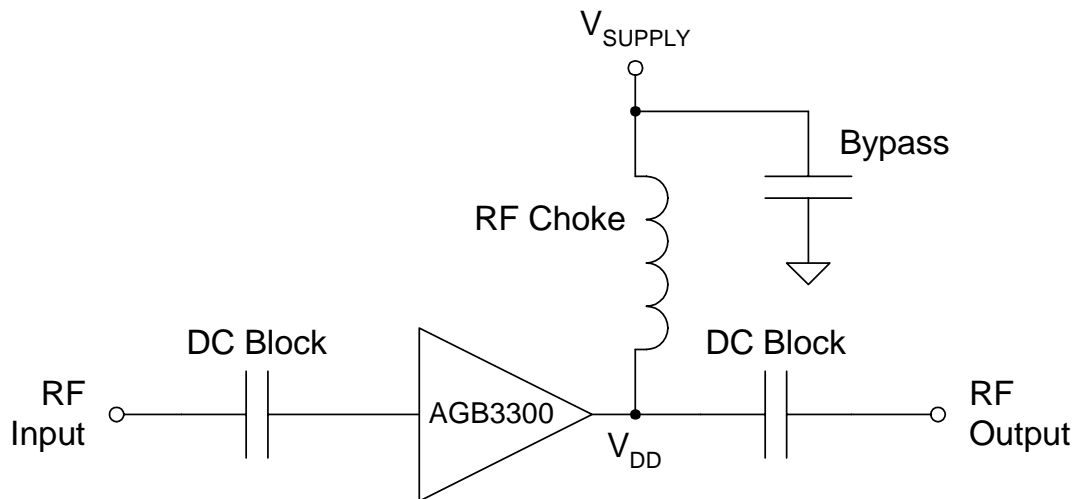 VSUPPLY
Bypass
RF Choke
DC Block
DC Block
RF
Input
AGB3300
VDD
RF
Output